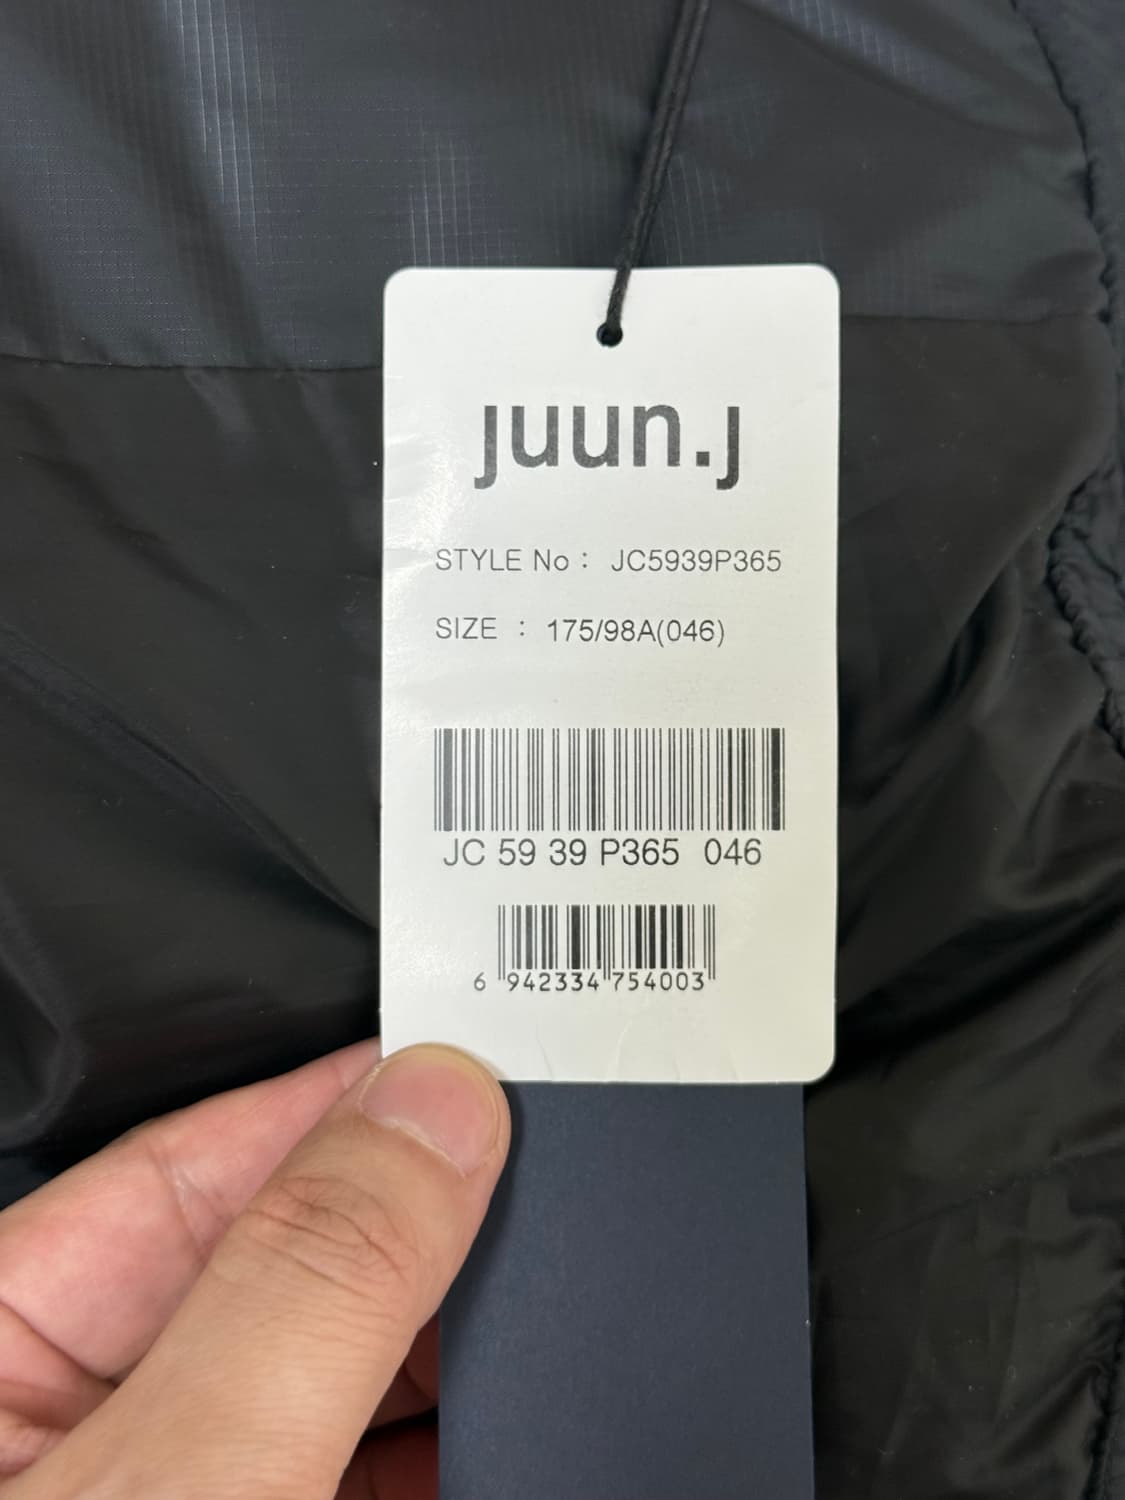 juun.j
STYLE No : JC5939P365
SIZE : 175/98A(046)
JC 59 39 P365 046
6 942334 754003